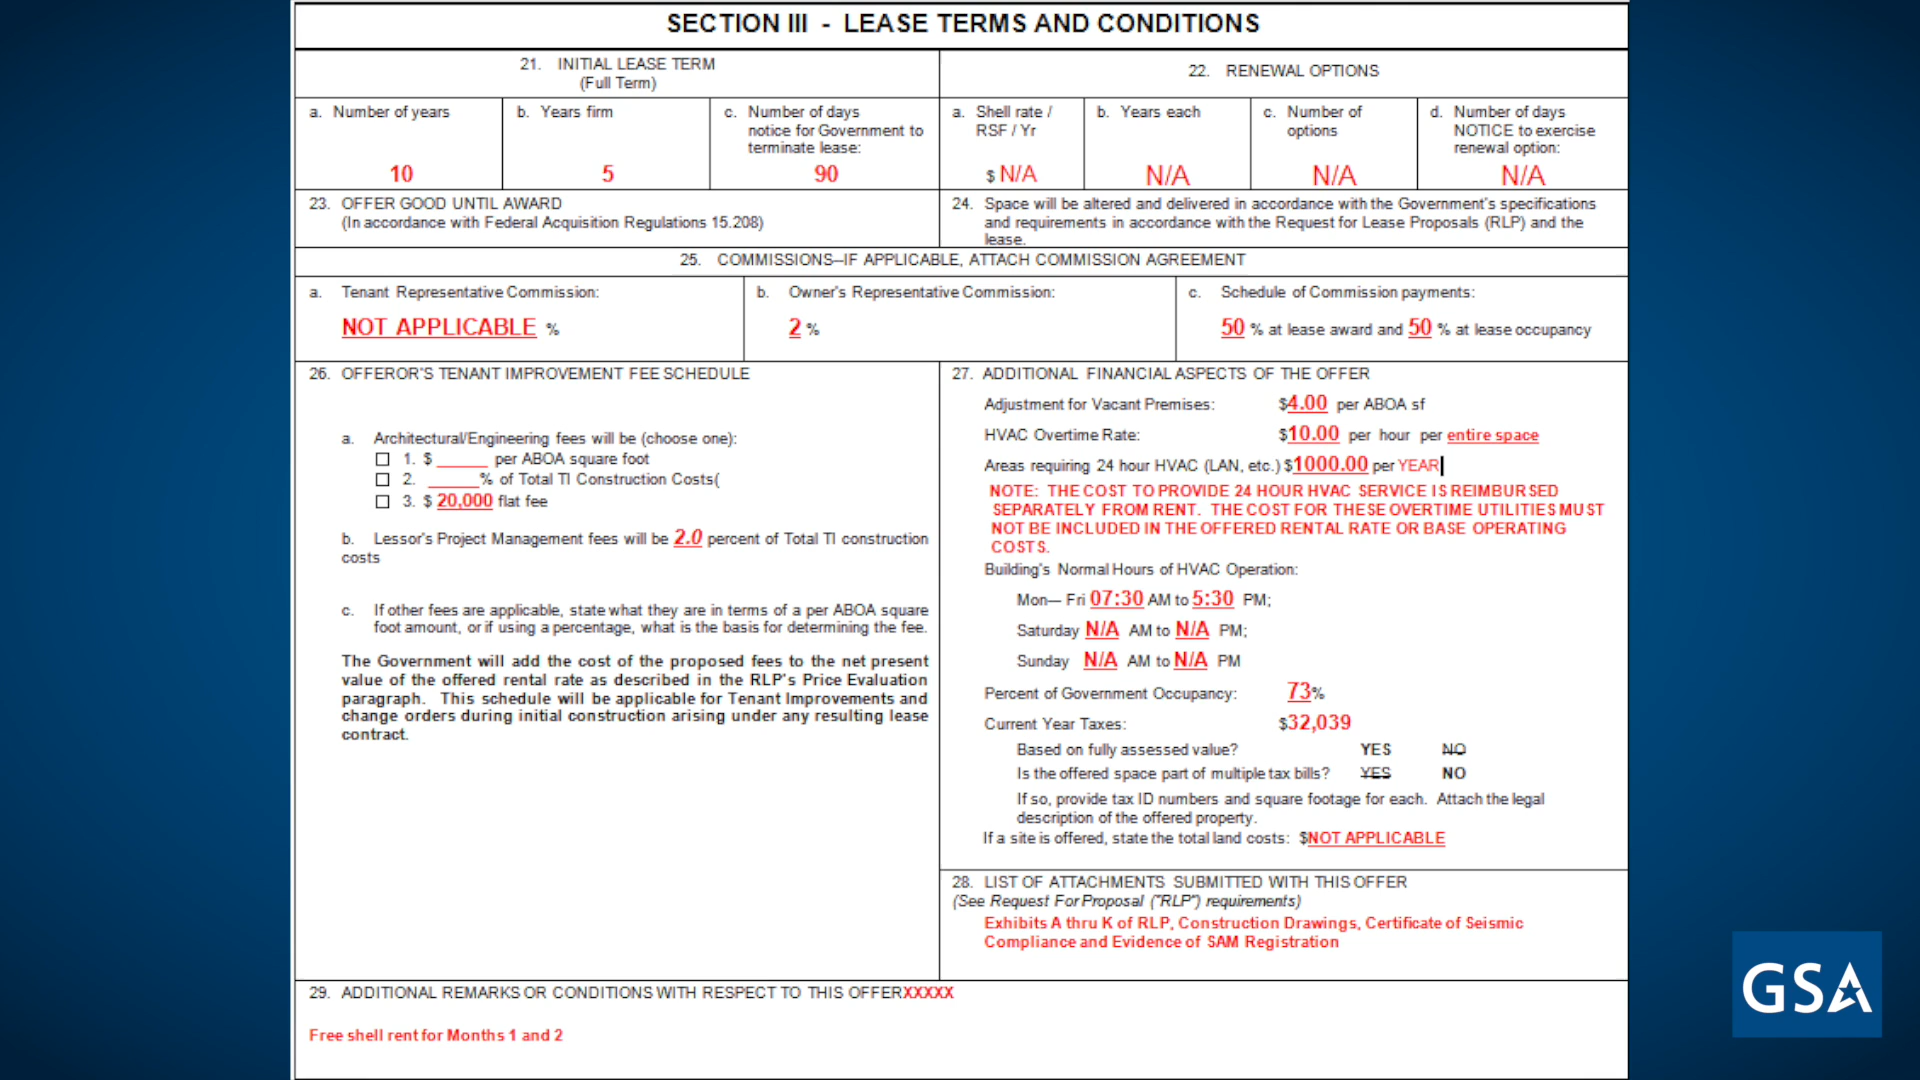 SECTION III - LEASE TERMS AND CONDITIONS
21. INITIAL LEASE TERM
(Full Term)
22. RENEWAL OPTIONS
a. Number of years
10
b. Years firm
5
c. Number of days
notice for Government to
terminate lease:
90
a. Shell rate /
RSF / Yr
$ N/A
b. Years each
N/A
c. Number of
options
N/A
d. Number of days
NOTICE to exercise
renewal option:
N/A
23. OFFER GOOD UNTIL AWARD
(In accordance with Federal Acquisition Regulations 15.208)
24. Space will be altered and delivered in accordance with the Government's specifications
and requirements in accordance with the Request for Lease Proposals (RLP) and the
lease.
25. COMMISSIONS–IF APPLICABLE, ATTACH COMMISSION AGREEMENT
a. Tenant Representative Commission:
NOT APPLICABLE %
b. Owner's Representative Commission:
2 %
c. Schedule of Commission payments:
50 % at lease award and 50 % at lease occupancy
26. OFFEROR'S TENANT IMPROVEMENT FEE SCHEDULE
a. Architectural/Engineering fees will be (choose one):
☐ 1. $ ______ per ABOA square foot
☐ 2. ______% of Total TI Construction Costs(
☐ 3. $ 20,000 flat fee
b. Lessor's Project Management fees will be 2.0 percent of Total TI construction
costs
c. If other fees are applicable, state what they are in terms of a per ABOA square
foot amount, or if using a percentage, what is the basis for determining the fee.
The Government will add the cost of the proposed fees to the net present
value of the offered rental rate as described in the RLP's Price Evaluation
paragraph. This schedule will be applicable for Tenant Improvements and
change orders during initial construction arising under any resulting lease
contract.
27. ADDITIONAL FINANCIAL ASPECTS OF THE OFFER
Adjustment for Vacant Premises: $4.00 per ABOA sf
HVAC Overtime Rate: $10.00 per hour per entire space
Areas requiring 24 hour HVAC (LAN, etc.) $1000.00 per YEAR
NOTE: THE COST TO PROVIDE 24 HOUR HVAC SERVICE IS REIMBURSED
SEPARATELY FROM RENT. THE COST FOR THESE OVERTIME UTILITIES MUST
NOT BE INCLUDED IN THE OFFERED RENTAL RATE OR BASE OPERATING
COSTS.
Building's Normal Hours of HVAC Operation:
Mon— Fri 07:30 AM to 5:30 PM;
Saturday N/A AM to N/A PM;
Sunday N/A AM to N/A PM
Percent of Government Occupancy: 73%
Current Year Taxes: $32,039
Based on fully assessed value? YES NO
Is the offered space part of multiple tax bills? YES NO
If so, provide tax ID numbers and square footage for each. Attach the legal
description of the offered property.
If a site is offered, state the total land costs: $NOT APPLICABLE
28. LIST OF ATTACHMENTS SUBMITTED WITH THIS OFFER
(See Request For Proposal ("RLP") requirements)
Exhibits A thru K of RLP, Construction Drawings, Certificate of Seismic
Compliance and Evidence of SAM Registration
29. ADDITIONAL REMARKS OR CONDITIONS WITH RESPECT TO THIS OFFERXXXXX
Free shell rent for Months 1 and 2
GSA